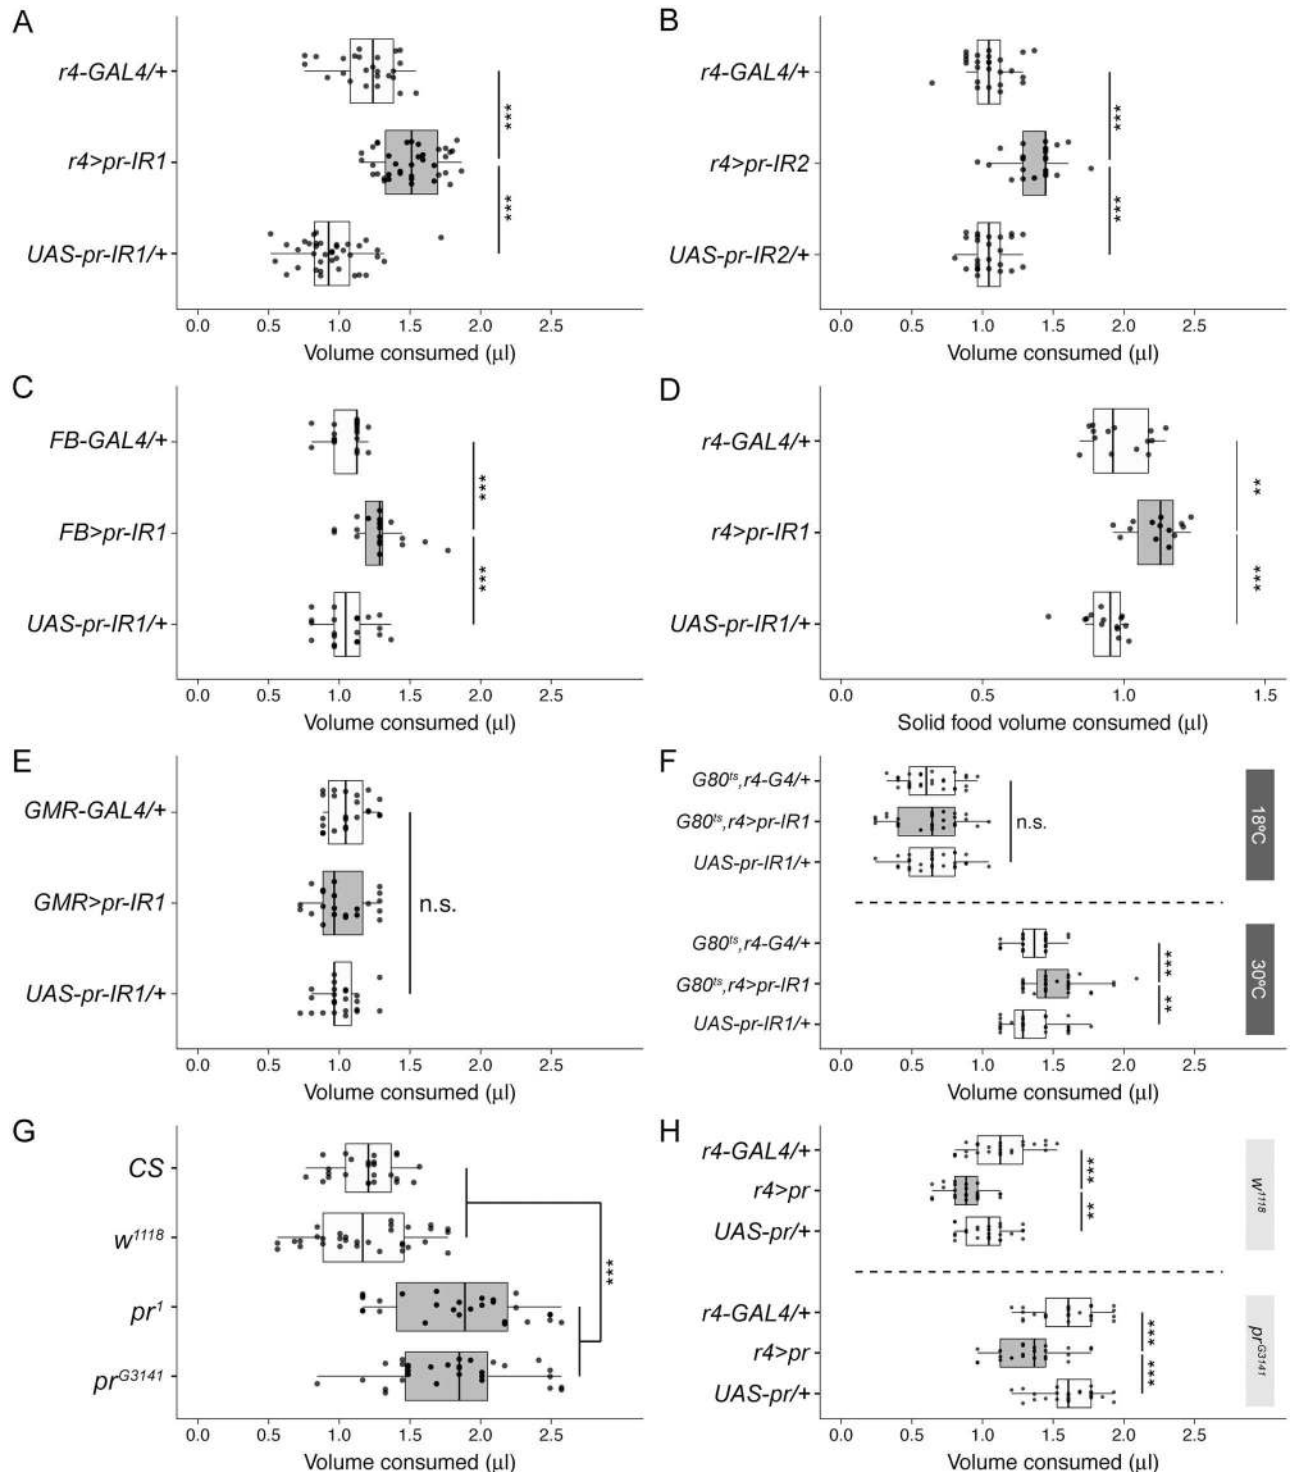 A
r4-GAL4/+
r4>pr-IR1
UAS-pr-IR1/+
***
***
0.0 0.5 1.0 1.5 2.0 2.5
Volume consumed (μl)
B
r4-GAL4/+
r4>pr-IR2
UAS-pr-IR2/+
***
***
0.0 0.5 1.0 1.5 2.0 2.5
Volume consumed (μl)
C
FB-GAL4/+
FB>pr-IR1
UAS-pr-IR1/+
***
***
0.0 0.5 1.0 1.5 2.0 2.5
Volume consumed (μl)
D
r4-GAL4/+
r4>pr-IR1
UAS-pr-IR1/+
**
***
0.0 0.5 1.0 1.5
Solid food volume consumed (μl)
E
GMR-GAL4/+
GMR>pr-IR1
UAS-pr-IR1/+
n.s.
0.0 0.5 1.0 1.5 2.0 2.5
Volume consumed (μl)
F
G80ts,r4-G4/+
G80ts,r4>pr-IR1
UAS-pr-IR1/+
n.s.
18ºC
G80ts,r4-G4/+
G80ts,r4>pr-IR1
UAS-pr-IR1/+
***
**
30ºC
0.0 0.5 1.0 1.5 2.0 2.5
Volume consumed (μl)
G
CS
w1118
pr1
prG3141
***
0.0 0.5 1.0 1.5 2.0 2.5
Volume consumed (μl)
H
r4-GAL4/+
r4>pr
UAS-pr/+
***
**
w1118
r4-GAL4/+
r4>pr
UAS-pr/+
***
***
prG3141
0.0 0.5 1.0 1.5 2.0 2.5
Volume consumed (μl)